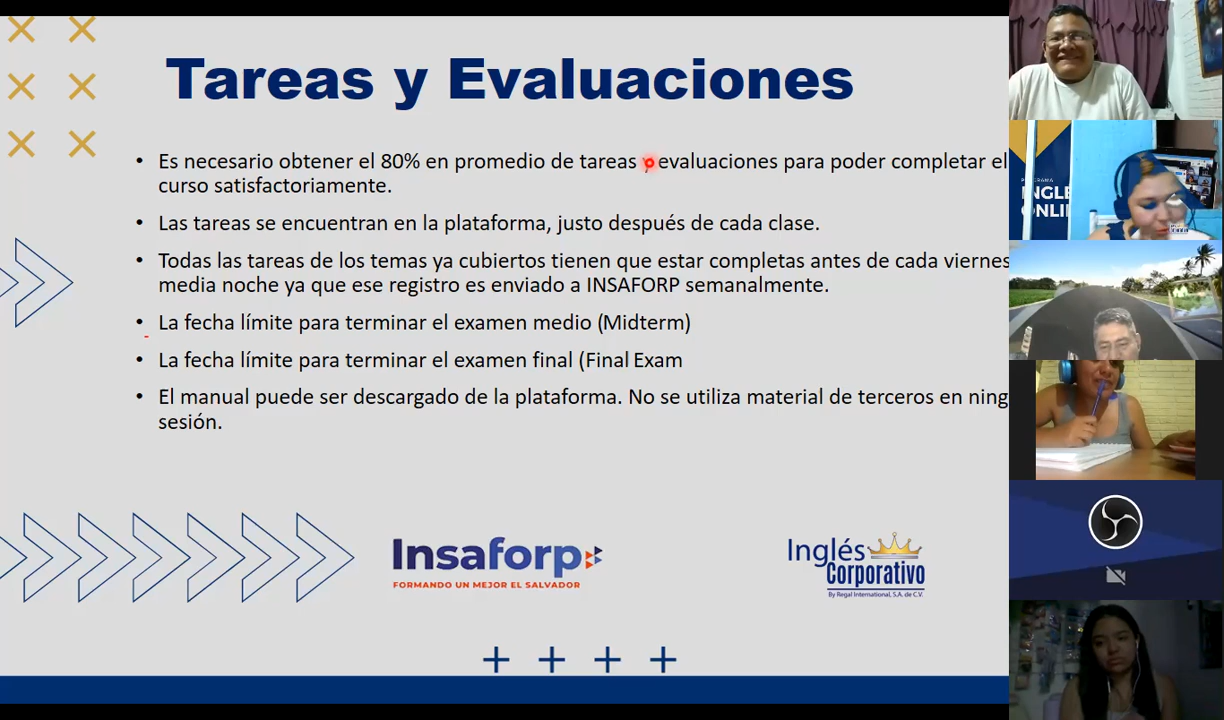 Tareas y Evaluaciones
• Es necesario obtener el 80% en promedio de tareas y evaluaciones para poder completar el
curso satisfactoriamente.
• Las tareas se encuentran en la plataforma, justo después de cada clase.
• Todas las tareas de los temas ya cubiertos tienen que estar completas antes de cada viernes
media noche ya que ese registro es enviado a INSAFORP semanalmente.
• La fecha límite para terminar el examen medio (Midterm)
• La fecha límite para terminar el examen final (Final Exam
• El manual puede ser descargado de la plataforma. No se utiliza material de terceros en ning
sesión.
Insaforp
FORMANDO UN MEJOR EL SALVADOR
Inglés
Corporativo
By Regal International, S.A. de C.V.
PROGRAMA
INGLÉ
ONLI